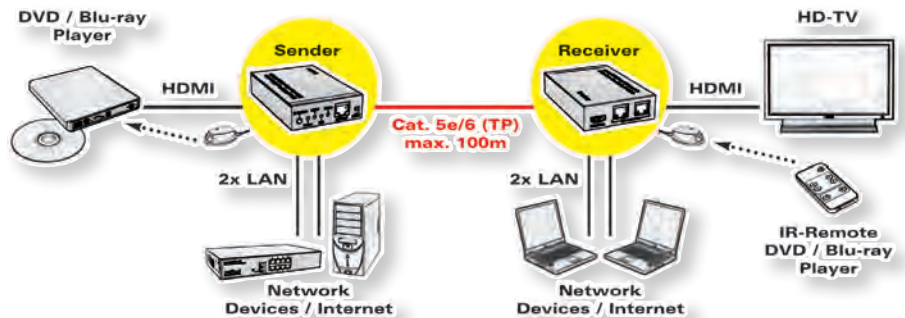 DVD / Blu-ray
Player
Sender
Receiver
HD-TV
HDMI
HDMI
Cat. 5e/6 (TP)
max. 100m
2x LAN
2x LAN
IR-Remote
DVD / Blu-ray
Player
Network
Devices / Internet
Network
Devices / Internet